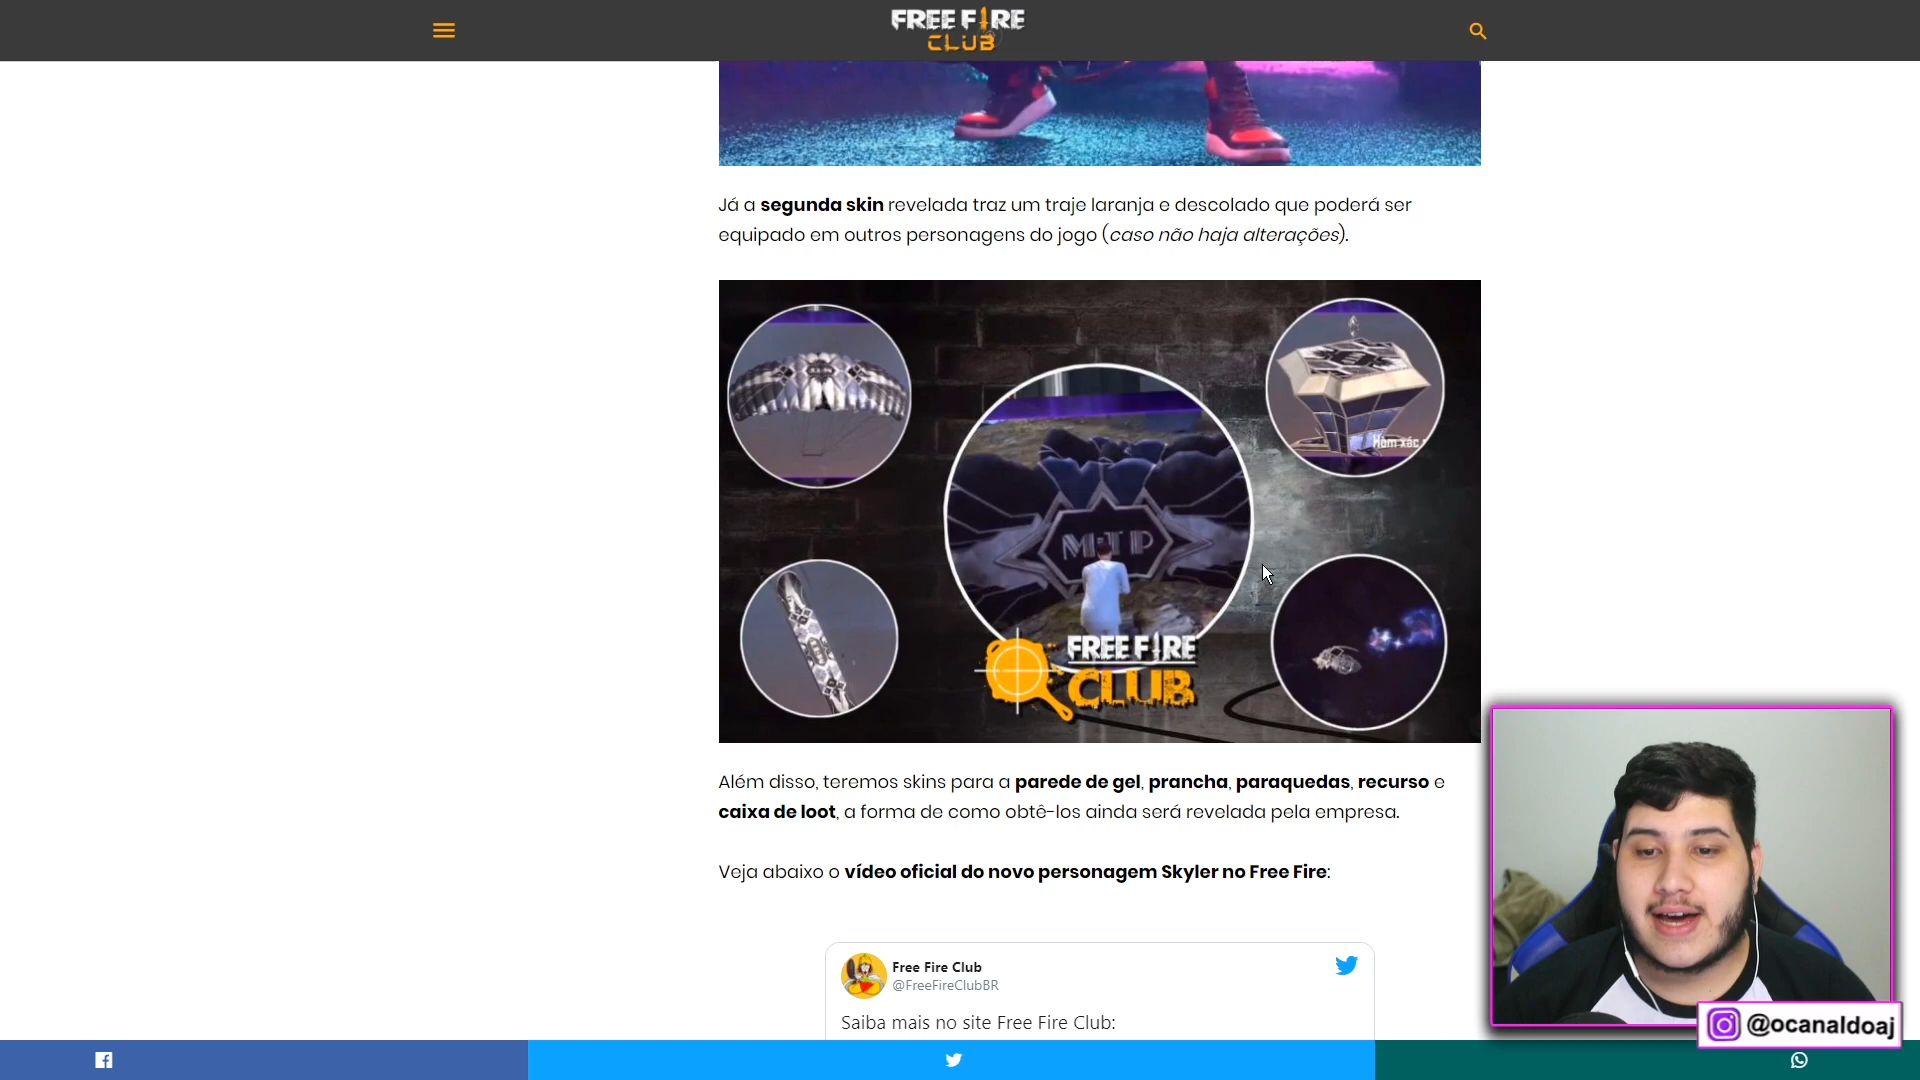 FREE FIRE
CLUB
Já a segunda skin revelada traz um traje laranja e descolado que poderá ser
equipado em outros personagens do jogo (caso não haja alterações).
Hòm xác
M·T P
FREE FIRE
CLUB
Além disso, teremos skins para a parede de gel, prancha, paraquedas, recurso e
caixa de loot, a forma de como obtê-los ainda será revelada pela empresa.
Veja abaixo o vídeo oficial do novo personagem Skyler no Free Fire:
Free Fire Club
@FreeFireClubBR
Saiba mais no site Free Fire Club:
@ocanaldoaj